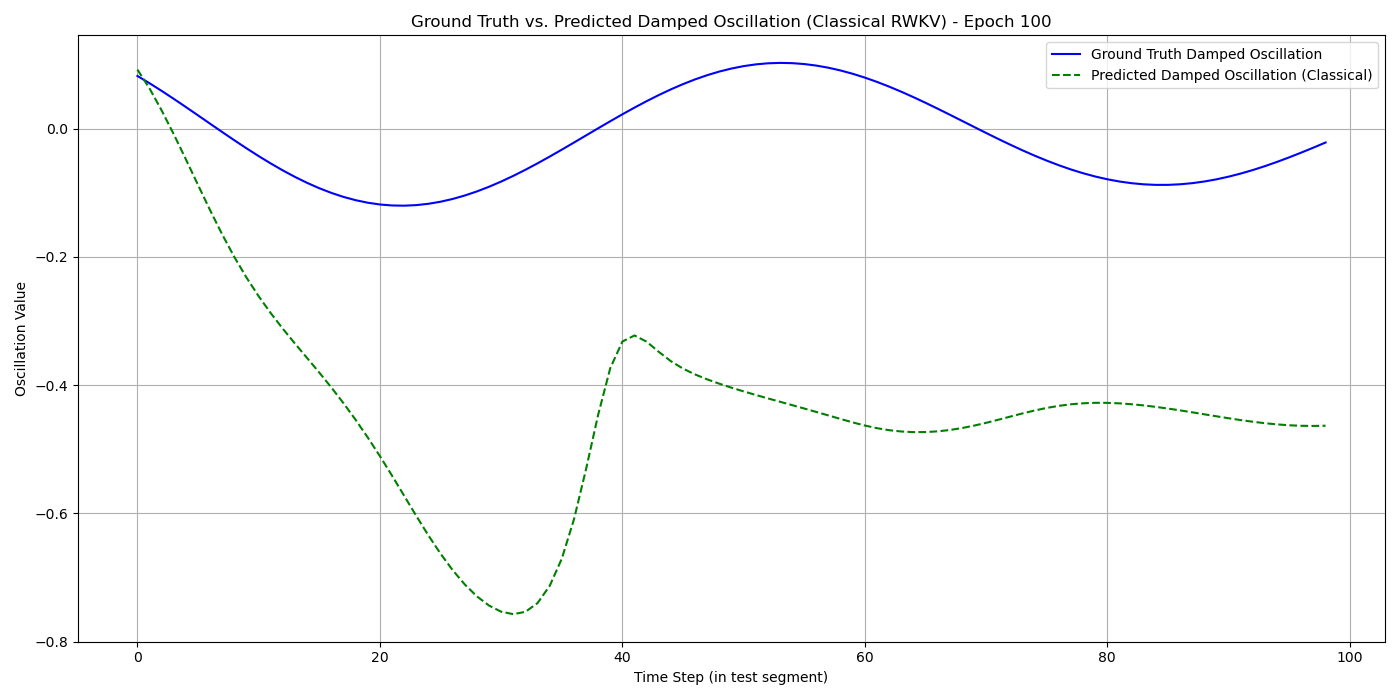 Ground Truth vs. Predicted Damped Oscillation (Classical RWKV) - Epoch 100
Ground Truth Damped Oscillation
Predicted Damped Oscillation (Classical)
Oscillation Value
0.0
−0.2
−0.4
−0.6
−0.8
0 20 40 60 80 100
Time Step (in test segment)